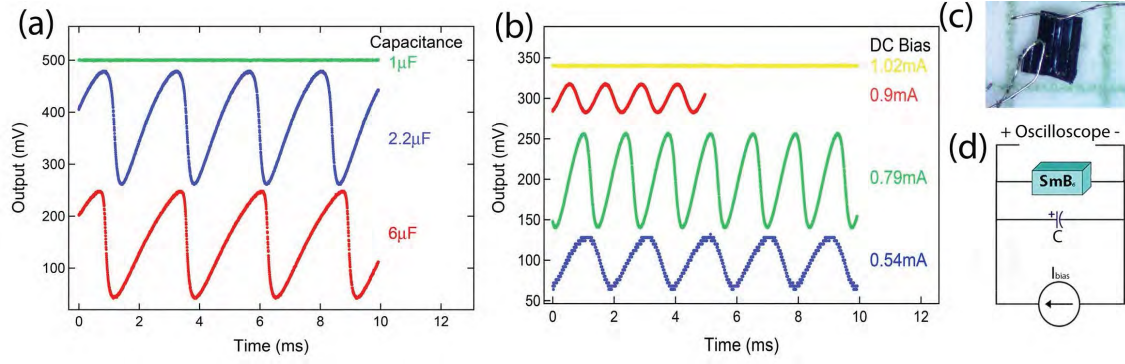 (a)
Capacitance
1μF
2.2μF
6μF
500
400
300
200
100
Output (mV)
0 2 4 6 8 10 12
Time (ms)
(b)
DC Bias
1.02mA
0.9mA
0.79mA
0.54mA
350
300
250
200
150
100
50
Output (mV)
0 2 4 6 8 10 12
Time (ms)
(c)
(d)
+ Oscilloscope -
SmB₆
+
C
Ibias